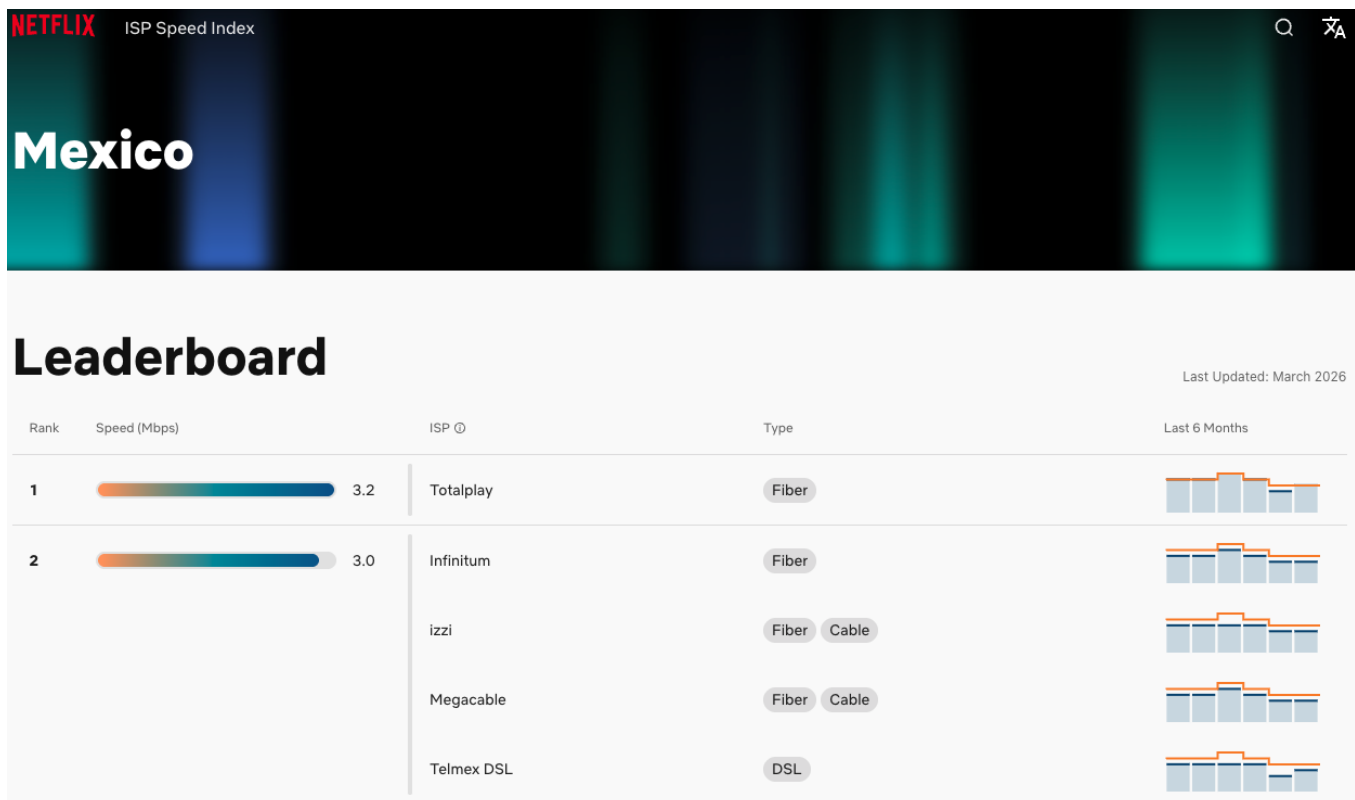 NETFLIX ISP Speed Index
Mexico
Leaderboard
Last Updated: March 2026
Rank Speed (Mbps) ISP Type Last 6 Months
1 3.2 Totalplay Fiber
2 3.0 Infinitum Fiber
izzi Fiber Cable
Megacable Fiber Cable
Telmex DSL DSL